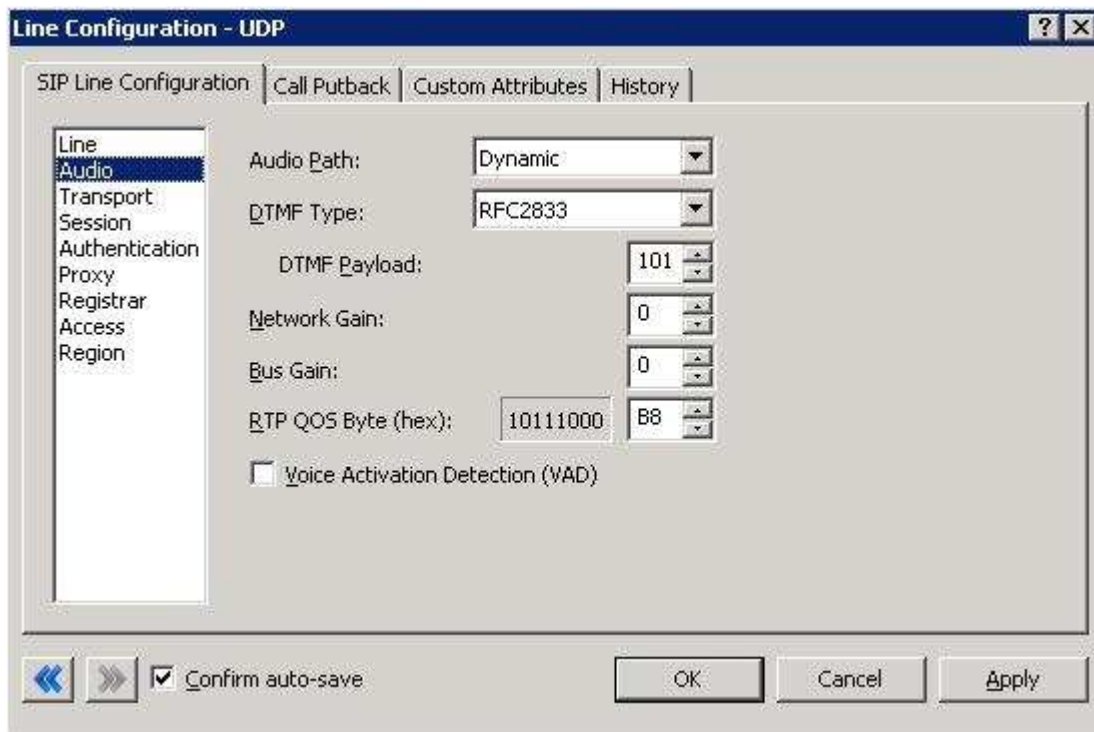 Line Configuration - UDP
SIP Line Configuration
Call Putback
Custom Attributes
History
Line
Audio
Transport
Session
Authentication
Proxy
Registrar
Access
Region
Audio Path:
Dynamic
DTMF Type:
RFC2833
DTMF Payload:
101
Network Gain:
0
Bus Gain:
0
RTP QOS Byte (hex):
10111000
B8
Voice Activation Detection (VAD)
Confirm auto-save
OK
Cancel
Apply